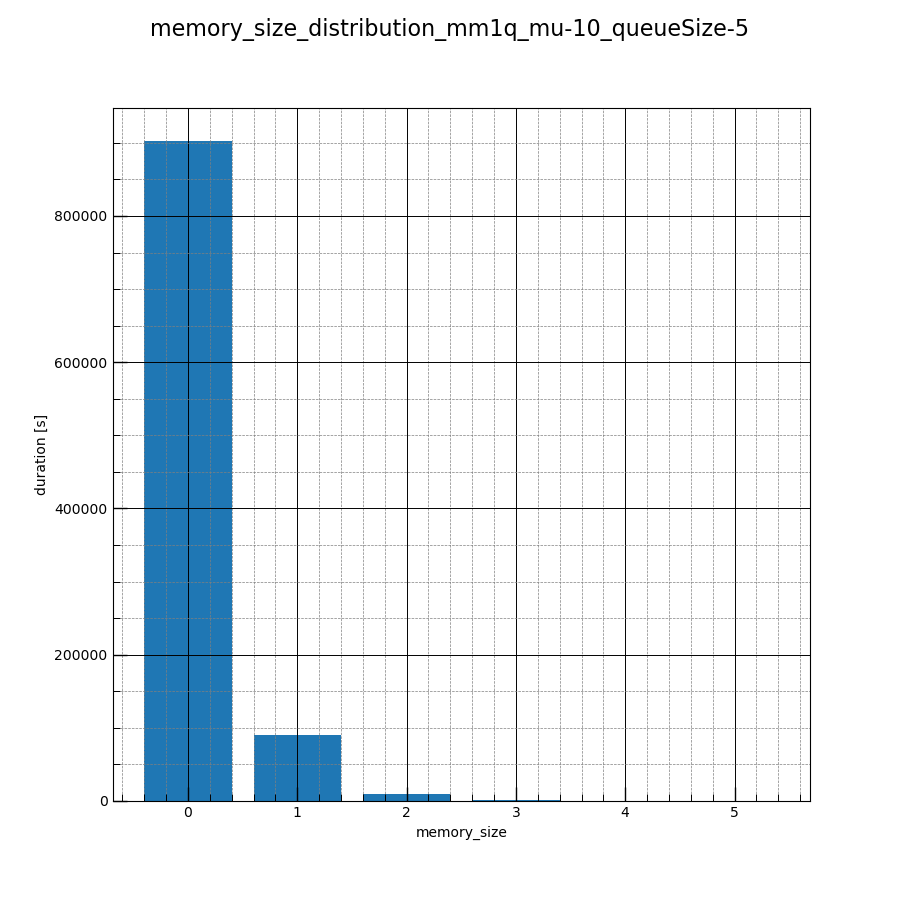 memory_size_distribution_mm1q_mu-10_queueSize-5
800000
600000
400000
200000
0
duration [s]
0 1 2 3 4 5
memory_size